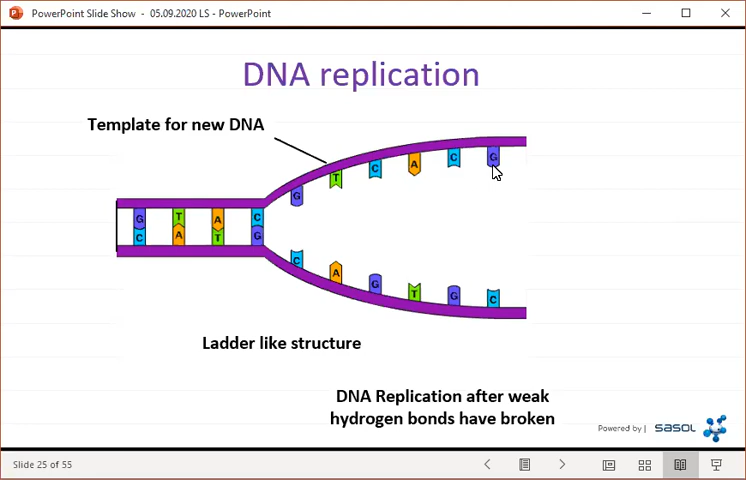 PowerPoint Slide Show - 05.09.2020 LS - PowerPoint
DNA replication
Template for new DNA
G T C A C G
G T A C
C A T G
C A G T G C
Ladder like structure
DNA Replication after weak
hydrogen bonds have broken
Powered by | sasol
Slide 25 of 55